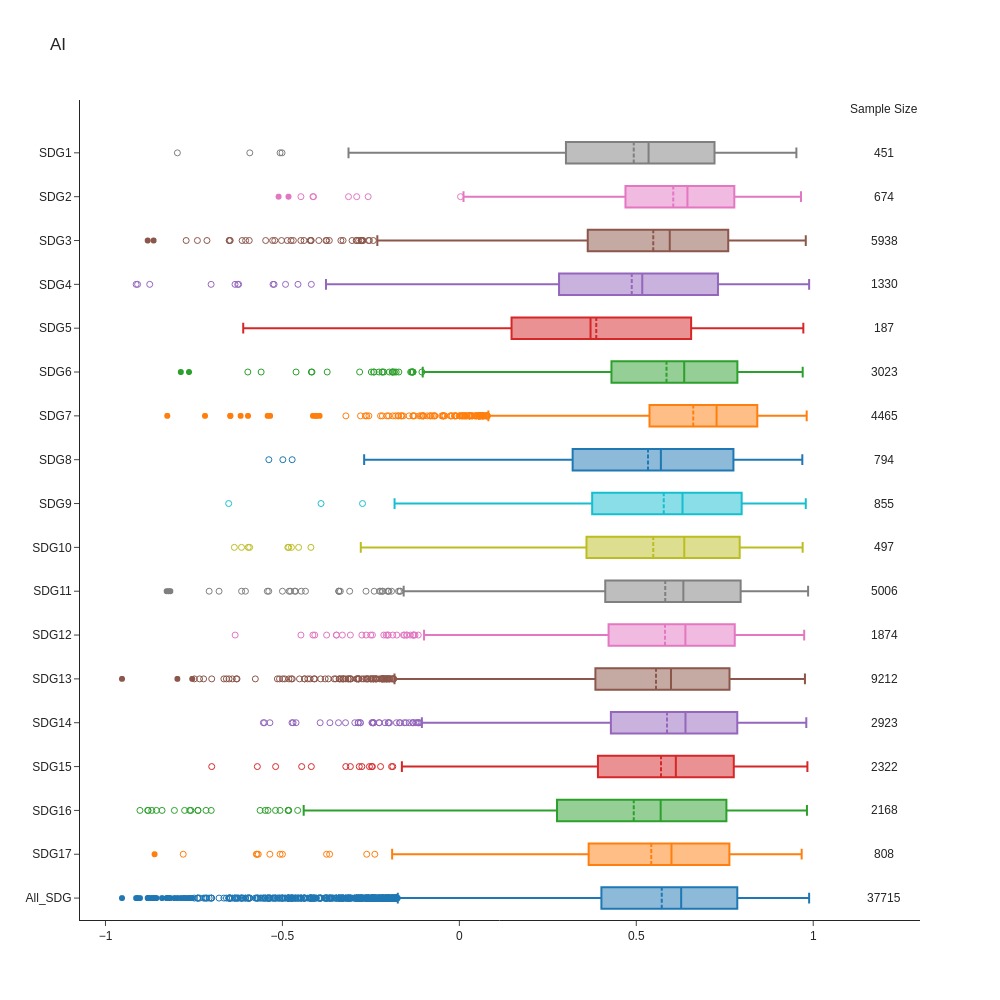 AI
Sample Size
SDG1 451
SDG2 674
SDG3 5938
SDG4 1330
SDG5 187
SDG6 3023
SDG7 4465
SDG8 794
SDG9 855
SDG10 497
SDG11 5006
SDG12 1874
SDG13 9212
SDG14 2923
SDG15 2322
SDG16 2168
SDG17 808
All_SDG 37715
−1 −0.5 0 0.5 1